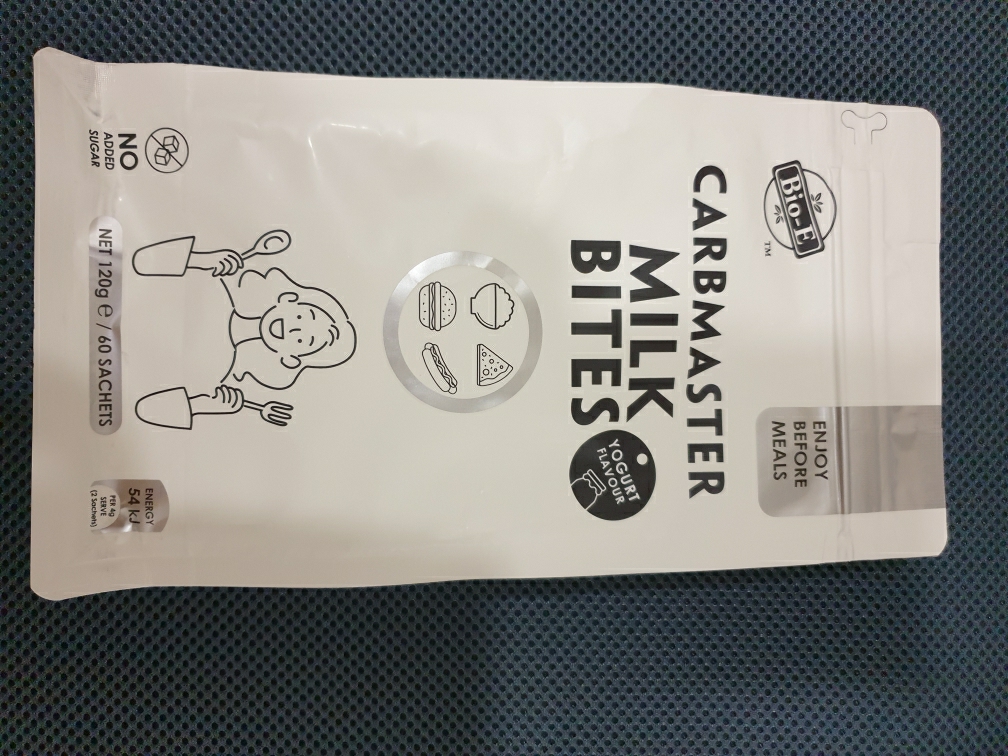 Bio-E
TM
ENJOY
BEFORE
MEALS
CARBMASTER
MILK
BITES
YOGURT
FLAVOUR
NO
ADDED
SUGAR
NET 120g e / 60 SACHETS
ENERGY
54 kJ
PER 4g
SERVE
(2 Sachets)